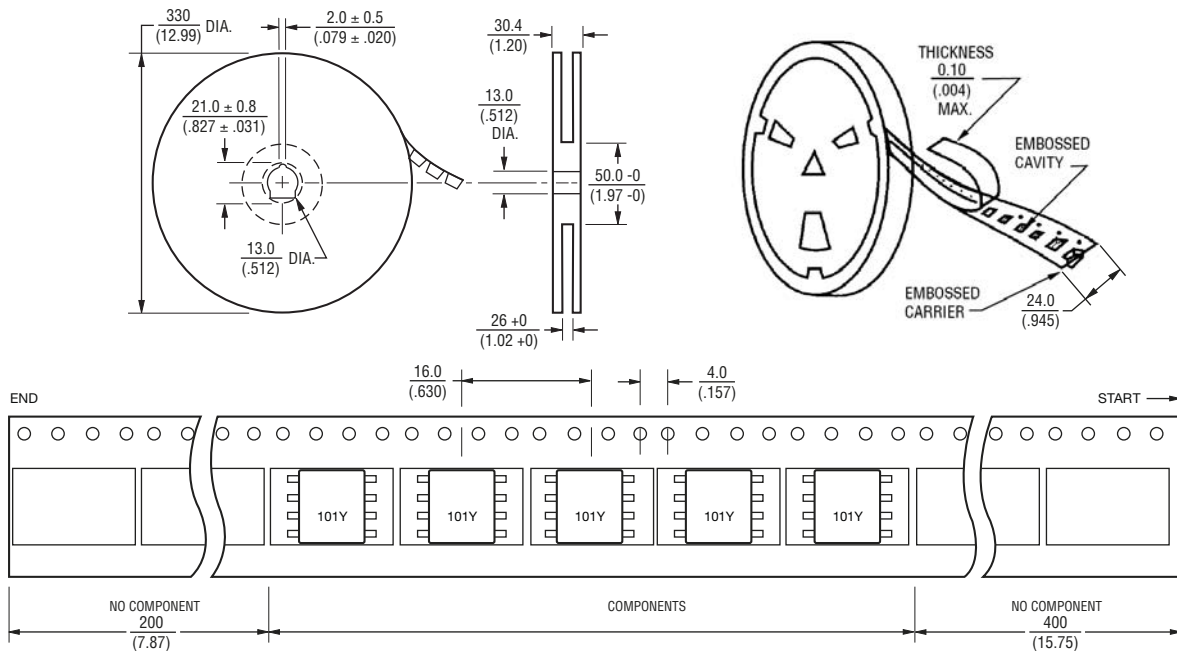 330
(12.99)
DIA.
2.0 ± 0.5
(.079 ± .020)
21.0 ± 0.8
(.827 ± .031)
13.0
(.512)
DIA.
30.4
(1.20)
13.0
(.512)
DIA.
50.0 -0
(1.97 -0)
26 +0
(1.02 +0)
THICKNESS
0.10
(.004)
MAX.
EMBOSSED
CAVITY
EMBOSSED
CARRIER
24.0
(.945)
16.0
(.630)
4.0
(.157)
END
START
101Y
101Y
101Y
101Y
101Y
NO COMPONENT
200
(7.87)
COMPONENTS
NO COMPONENT
400
(15.75)